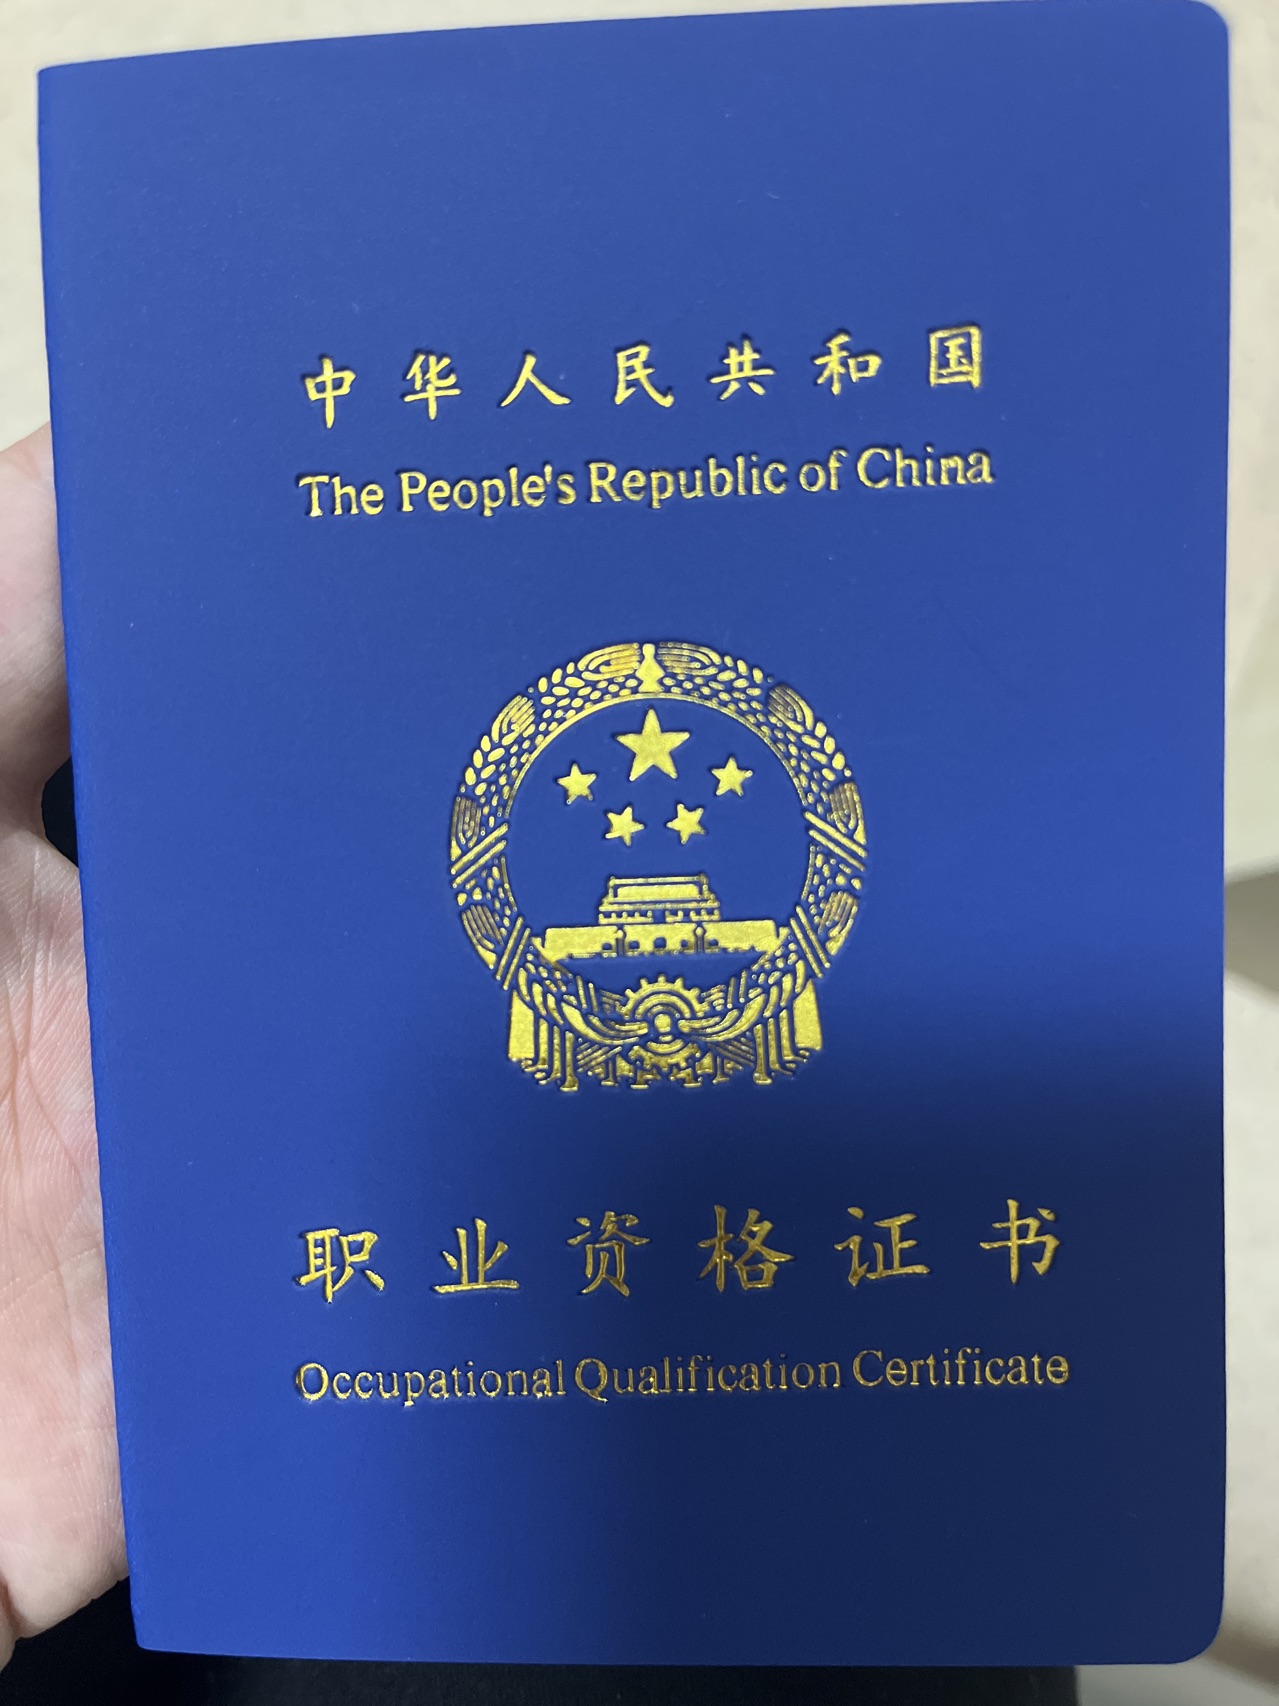 中华人民共和国
The People's Republic of China
职业资格证书
Occupational Qualification Certificate